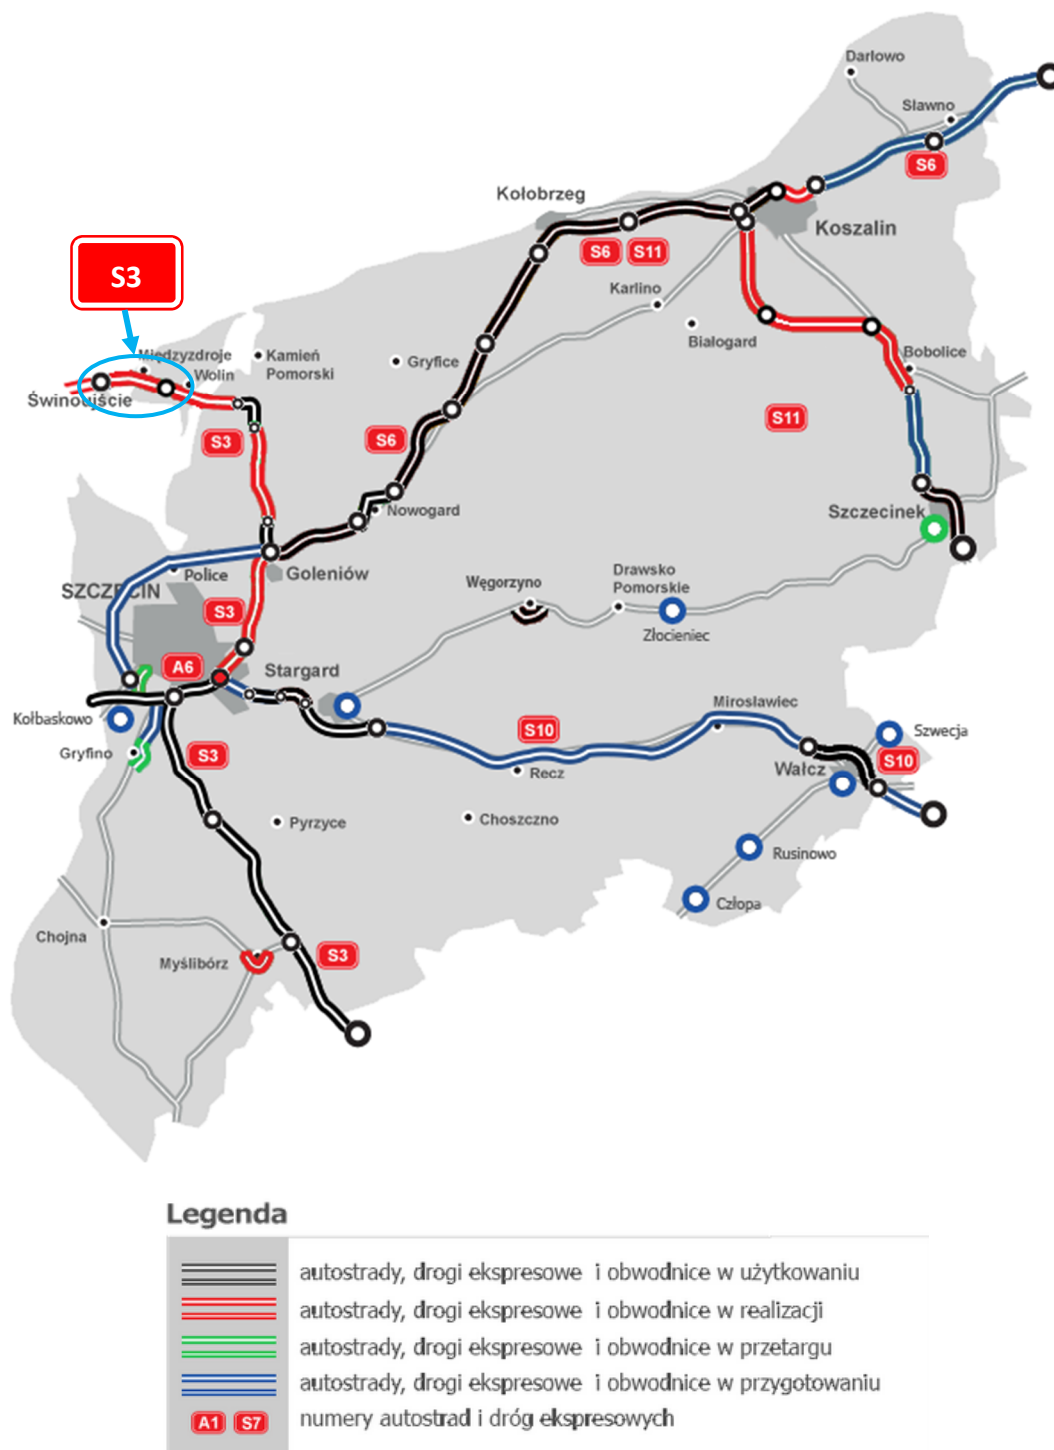 Darłowo
Sławno
S6
Kołobrzeg
Koszalin
S6 S11
S3
Karlino
Białogard
Międzyzdroje
Kamień
Pomorski
Gryfice
Bobolice
Wolin
Świnoujście
S11
S3
S6
Nowogard
Szczecinek
Goleniów
Police
SZCZECIN
Węgorzyno
Drawsko
Pomorskie
S3
Złocieniec
A6
Stargard
Mirosławiec
Kołbaskowo
S10
Szwecja
Gryfino
S3
Recz
Wałcz
S10
Pyrzyce
Choszczno
Rusinowo
Człopa
Chojna
Myślibórz
S3
Legenda
autostrady, drogi ekspresowe i obwodnice w użytkowaniu
autostrady, drogi ekspresowe i obwodnice w realizacji
autostrady, drogi ekspresowe i obwodnice w przetargu
autostrady, drogi ekspresowe i obwodnice w przygotowaniu
A1 S7 numery autostrad i dróg ekspresowych